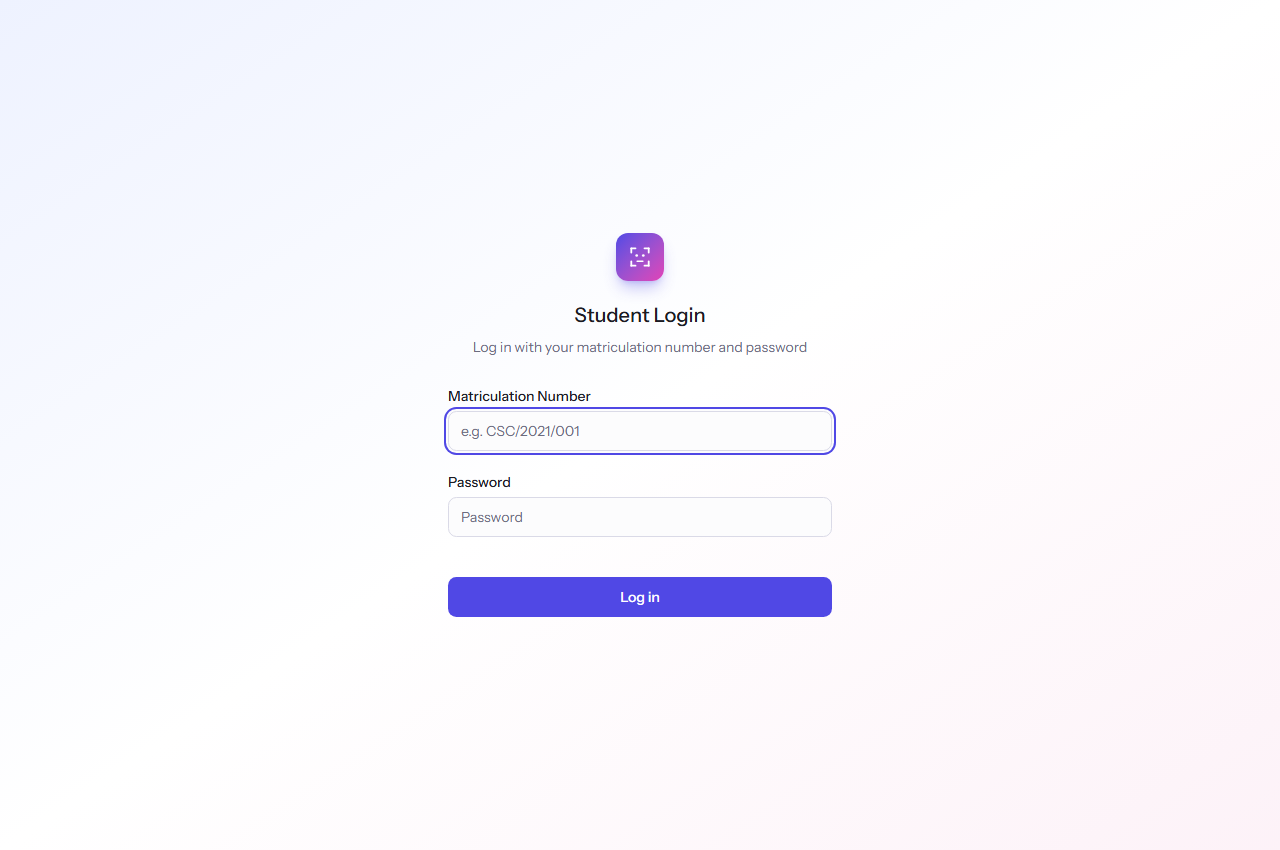 Student Login
Log in with your matriculation number and password
Matriculation Number
e.g. CSC/2021/001
Password
Password
Log in